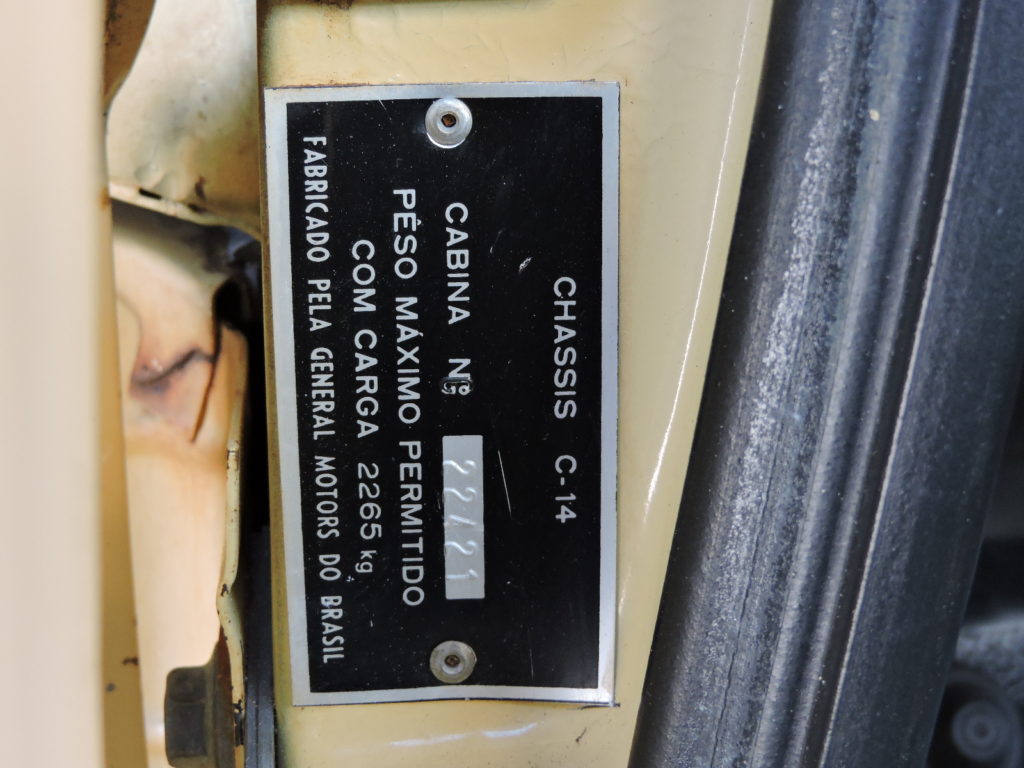 CHASSIS C-14
CABINA Nº 22421
PÊSO MÁXIMO PERMITIDO
COM CARGA 2265 kg.
FABRICADO PELA GENERAL MOTORS DO BRASIL